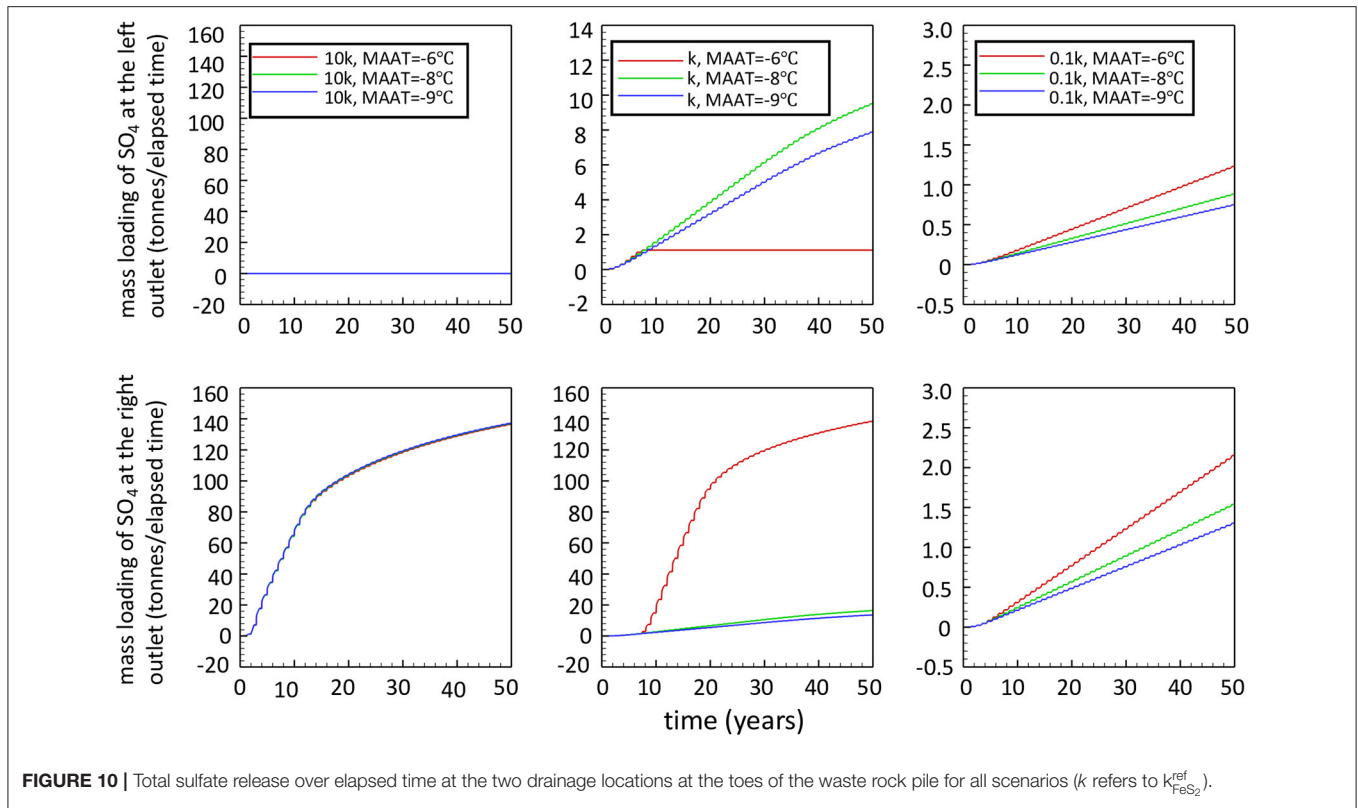 mass loading of SO₄ at the left
outlet (tonnes/elapsed time)
160
140
120
100
80
60
40
20
0
-20
0 10 20 30 40 50
10k, MAAT=-6°C
10k, MAAT=-8°C
10k, MAAT=-9°C
14
12
10
8
6
4
2
0
-2
0 10 20 30 40 50
k, MAAT=-6°C
k, MAAT=-8°C
k, MAAT=-9°C
3.0
2.5
2.0
1.5
1.0
0.5
0.0
-0.5
0 10 20 30 40 50
0.1k, MAAT=-6°C
0.1k, MAAT=-8°C
0.1k, MAAT=-9°C
mass loading of SO₄ at the right
outlet (tonnes/elapsed time)
160
140
120
100
80
60
40
20
0
-20
0 10 20 30 40 50
160
140
120
100
80
60
40
20
0
-20
0 10 20 30 40 50
3.0
2.5
2.0
1.5
1.0
0.5
0.0
-0.5
0 10 20 30 40 50
time (years)
FIGURE 10 | Total sulfate release over elapsed time at the two drainage locations at the toes of the waste rock pile for all scenarios (k refers to k^ref_FeS₂).